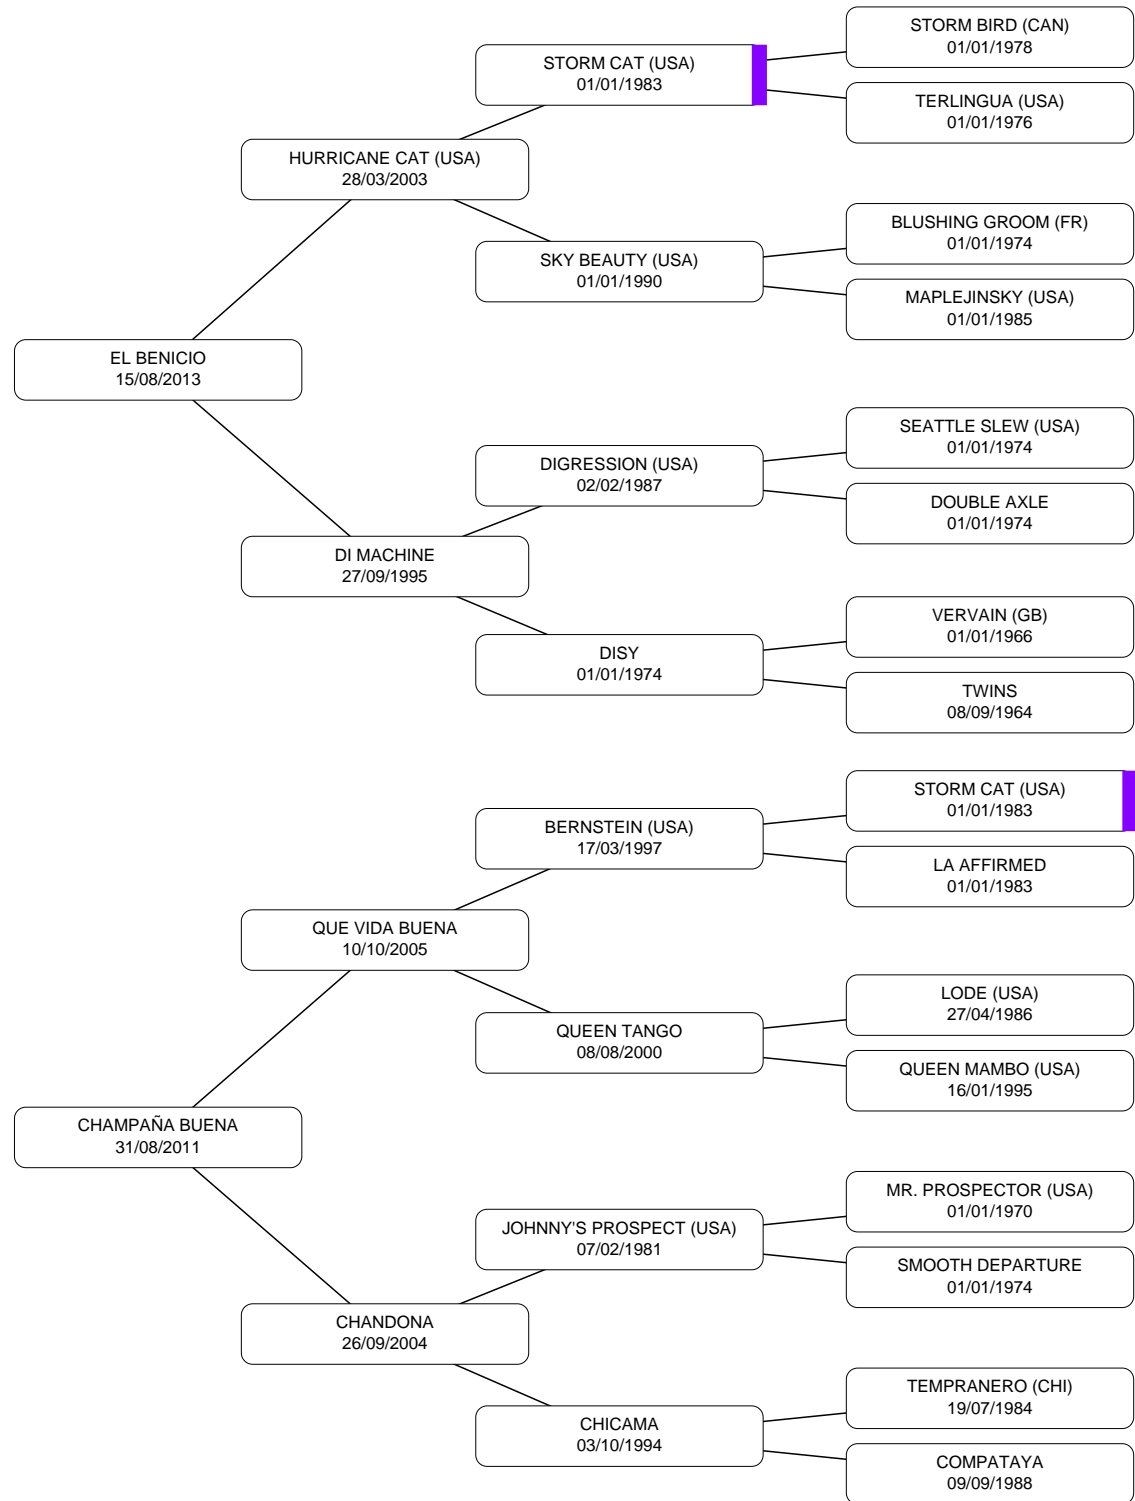 STORM BIRD (CAN)
01/01/1978
STORM CAT (USA)
01/01/1983
TERLINGUA (USA)
01/01/1976
HURRICANE CAT (USA)
28/03/2003
BLUSHING GROOM (FR)
01/01/1974
SKY BEAUTY (USA)
01/01/1990
MAPLEJINSKY (USA)
01/01/1985
EL BENICIO
15/08/2013
SEATTLE SLEW (USA)
01/01/1974
DIGRESSION (USA)
02/02/1987
DOUBLE AXLE
01/01/1974
DI MACHINE
27/09/1995
VERVAIN (GB)
01/01/1966
DISY
01/01/1974
TWINS
08/09/1964
STORM CAT (USA)
01/01/1983
BERNSTEIN (USA)
17/03/1997
LA AFFIRMED
01/01/1983
QUE VIDA BUENA
10/10/2005
LODE (USA)
27/04/1986
QUEEN TANGO
08/08/2000
QUEEN MAMBO (USA)
16/01/1995
CHAMPAÑA BUENA
31/08/2011
MR. PROSPECTOR (USA)
01/01/1970
JOHNNY'S PROSPECT (USA)
07/02/1981
SMOOTH DEPARTURE
01/01/1974
CHANDONA
26/09/2004
TEMPRANERO (CHI)
19/07/1984
CHICAMA
03/10/1994
COMPATAYA
09/09/1988